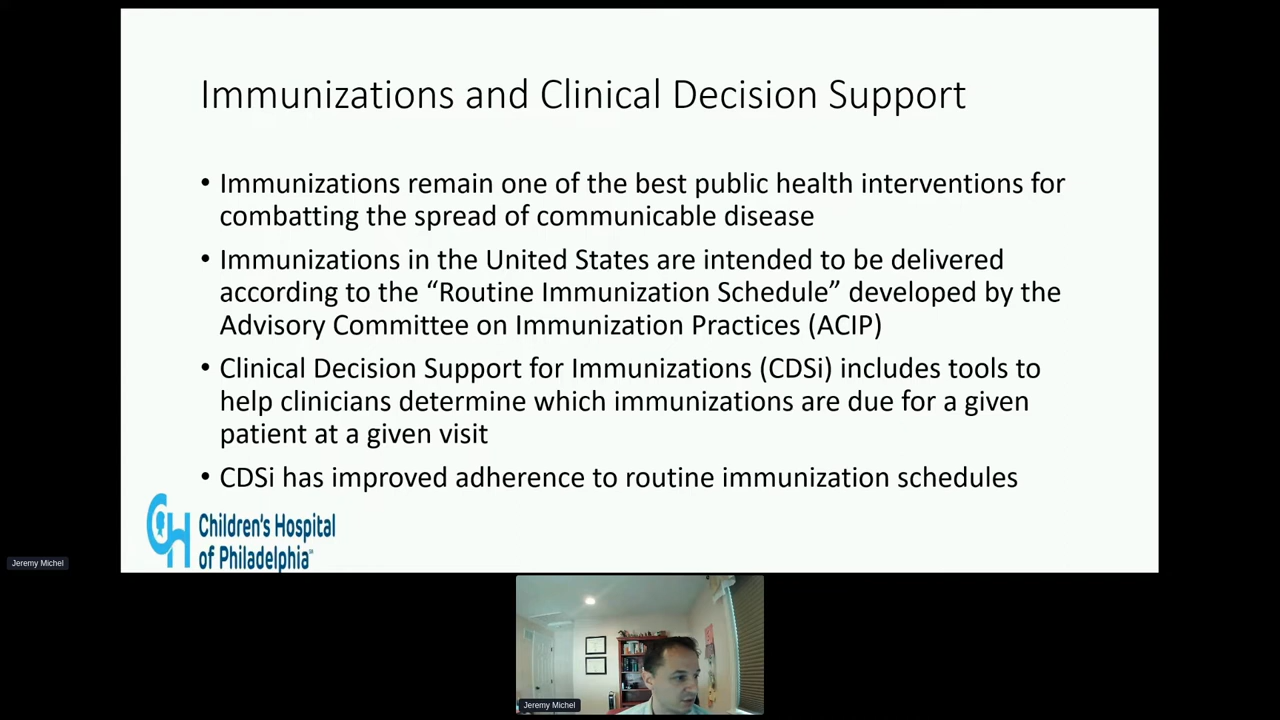 Immunizations and Clinical Decision Support
• Immunizations remain one of the best public health interventions for
combatting the spread of communicable disease
• Immunizations in the United States are intended to be delivered
according to the “Routine Immunization Schedule” developed by the
Advisory Committee on Immunization Practices (ACIP)
• Clinical Decision Support for Immunizations (CDSi) includes tools to
help clinicians determine which immunizations are due for a given
patient at a given visit
• CDSi has improved adherence to routine immunization schedules
CH Children's Hospital
of Philadelphia℠
Jeremy Michel
Jeremy Michel